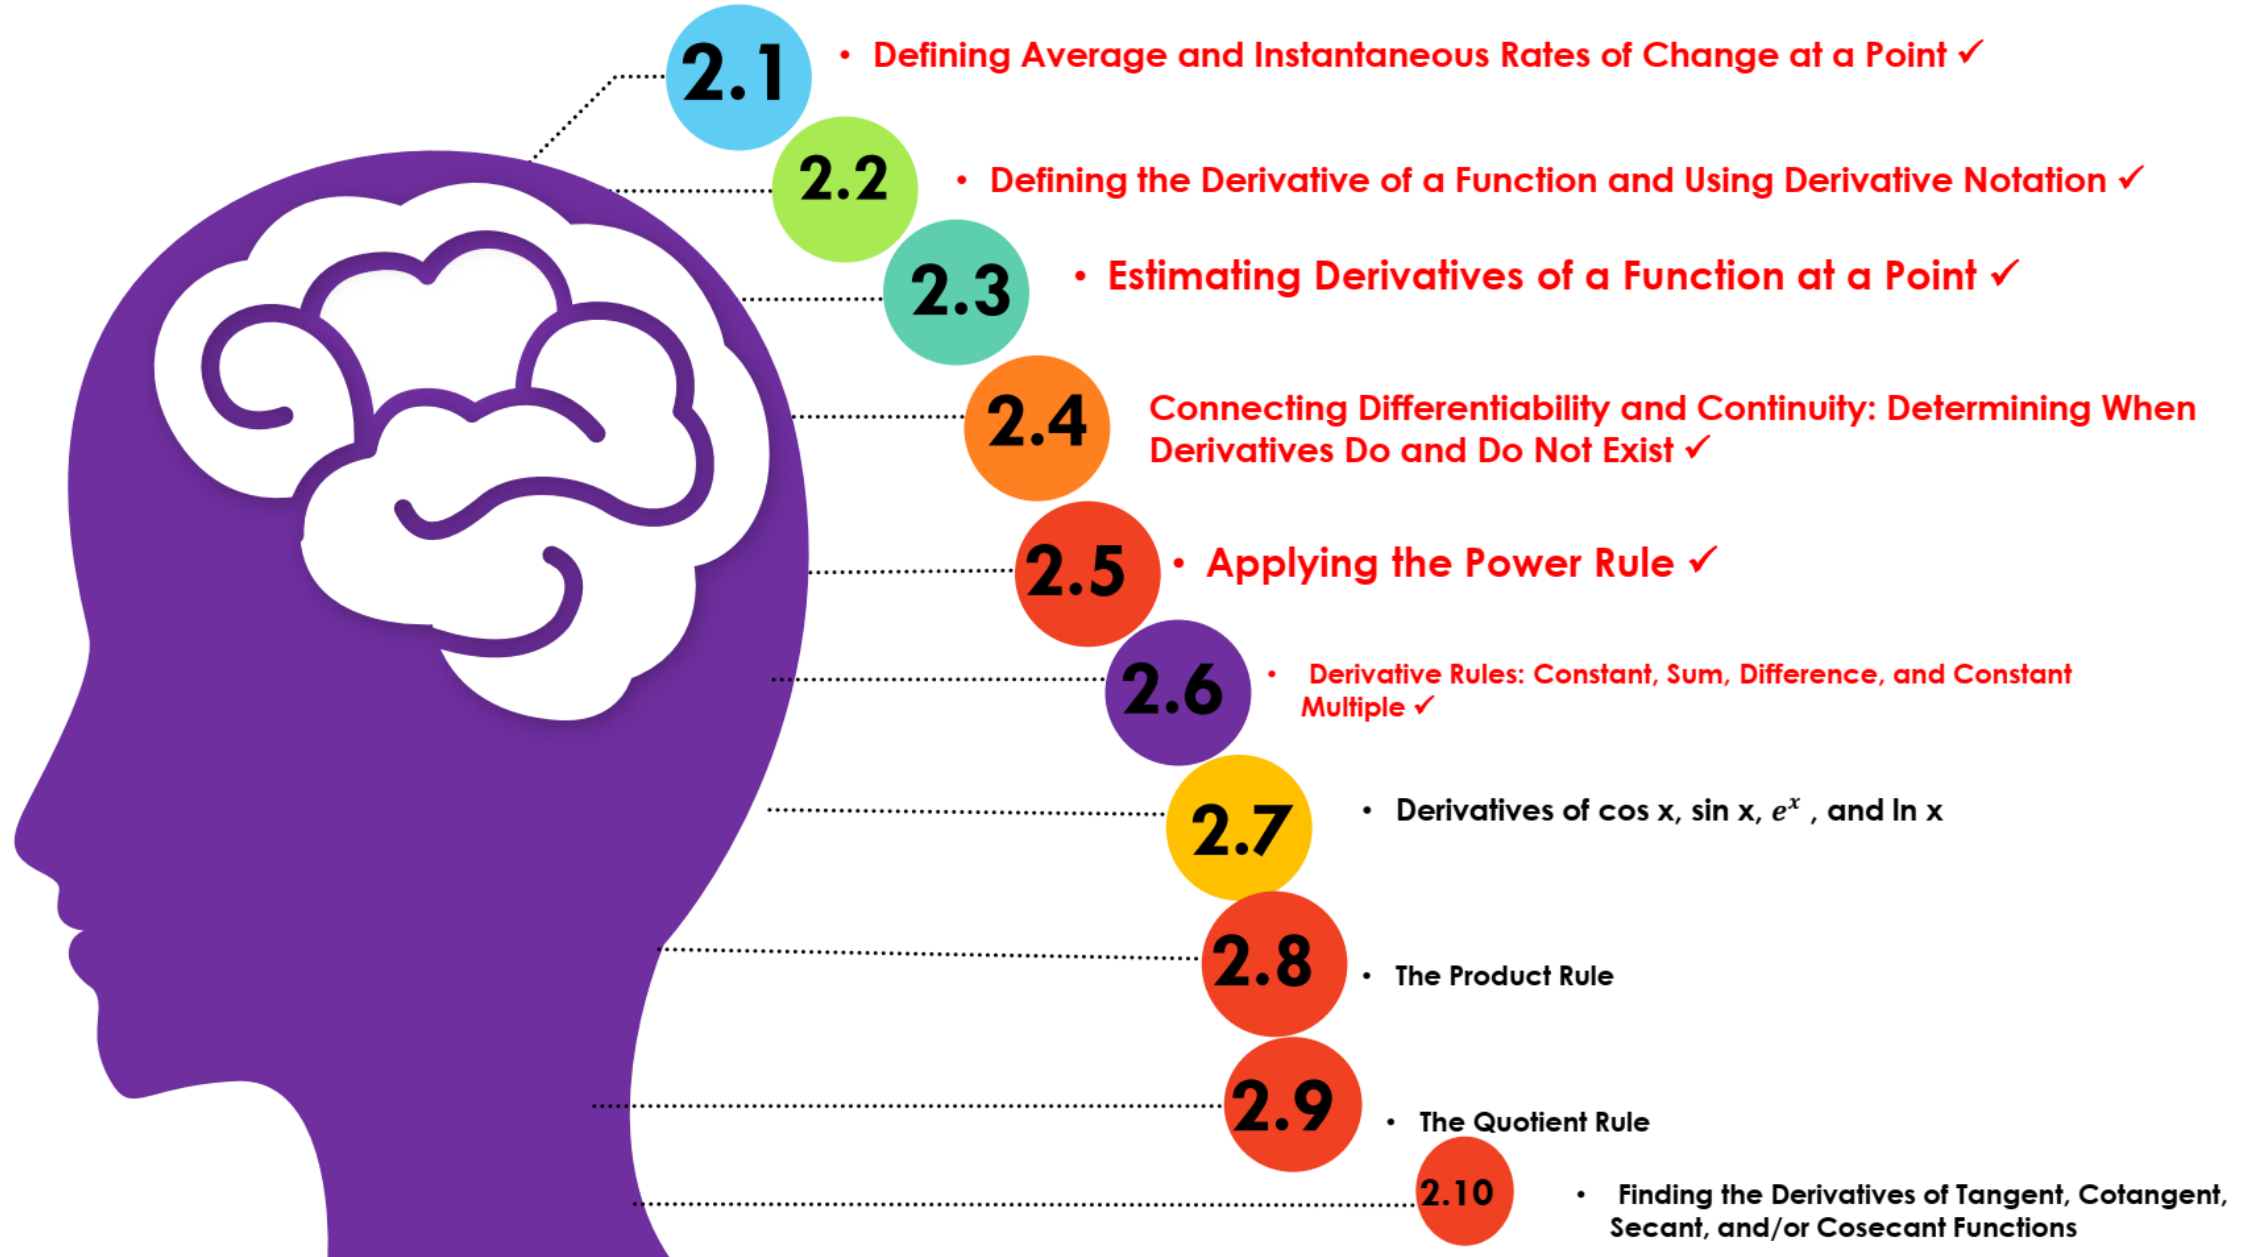 2.1
• Defining Average and Instantaneous Rates of Change at a Point ✓
2.2
• Defining the Derivative of a Function and Using Derivative Notation ✓
2.3
• Estimating Derivatives of a Function at a Point ✓
2.4
Connecting Differentiability and Continuity: Determining When
Derivatives Do and Do Not Exist ✓
2.5
• Applying the Power Rule ✓
2.6
• Derivative Rules: Constant, Sum, Difference, and Constant
Multiple ✓
2.7
• Derivatives of cos x, sin x, eˣ , and ln x
2.8
• The Product Rule
2.9
• The Quotient Rule
2.10
• Finding the Derivatives of Tangent, Cotangent,
Secant, and/or Cosecant Functions